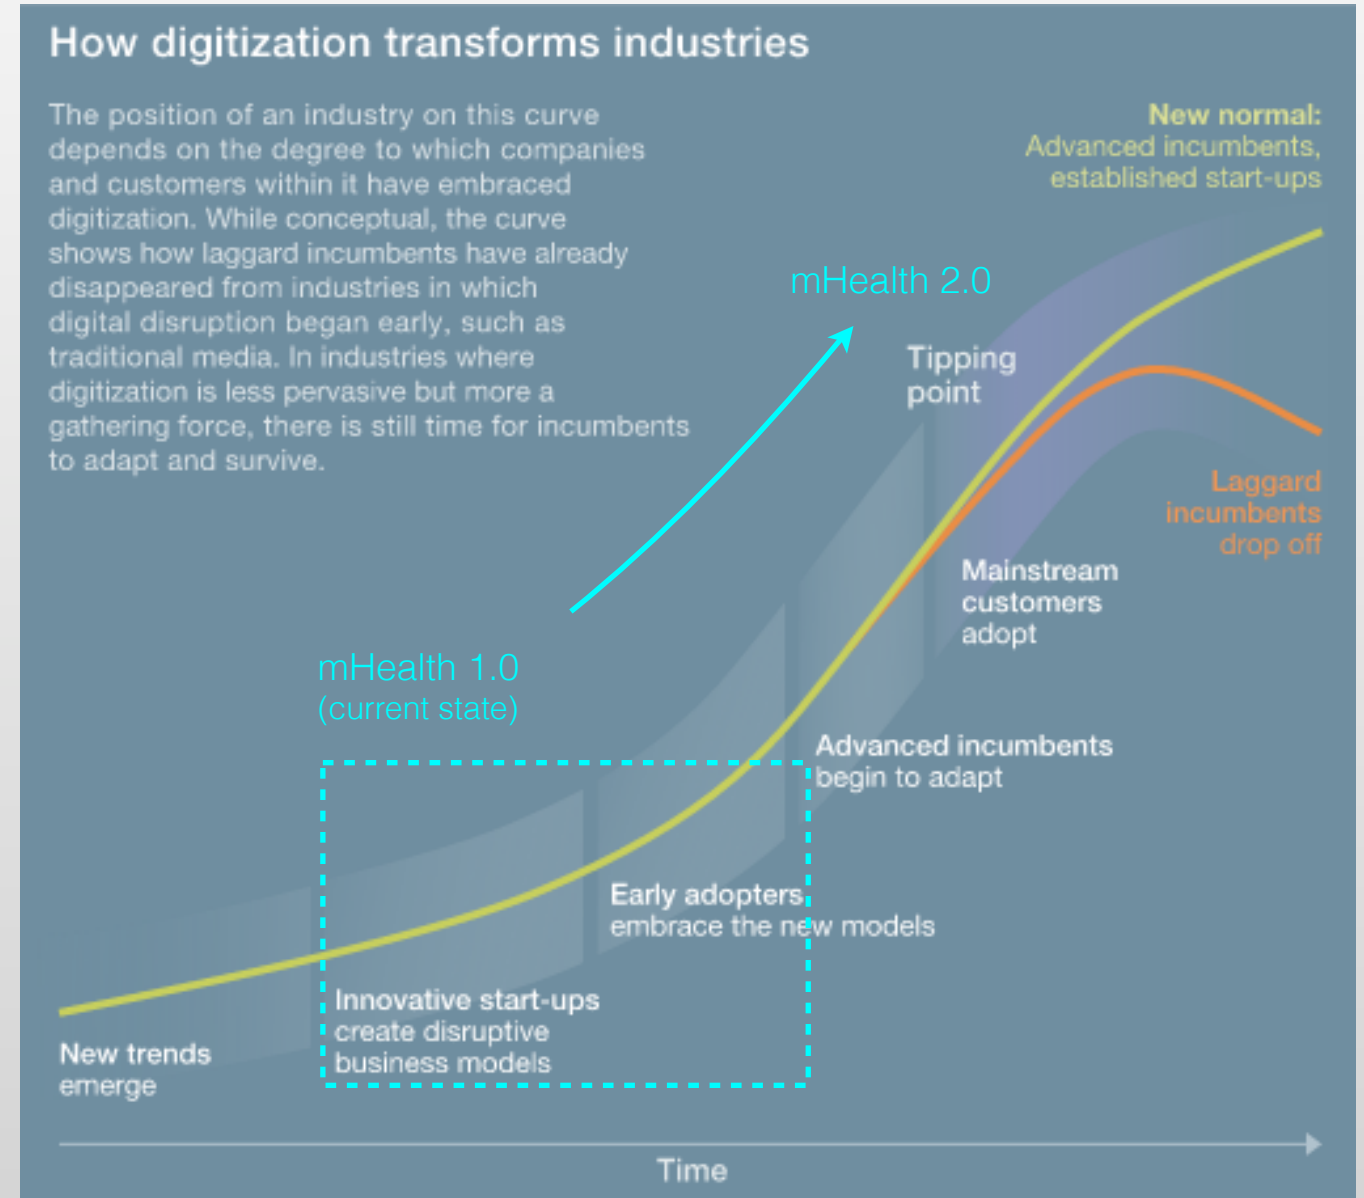 How digitization transforms industries
The position of an industry on this curve
depends on the degree to which companies
and customers within it have embraced
digitization. While conceptual, the curve
shows how laggard incumbents have already
disappeared from industries in which
digital disruption began early, such as
traditional media. In industries where
digitization is less pervasive but more a
gathering force, there is still time for incumbents
to adapt and survive.
New normal:
Advanced incumbents,
established start-ups
mHealth 2.0
Tipping
point
Laggard
incumbents
drop off
Mainstream
customers
adopt
mHealth 1.0
(current state)
Advanced incumbents
begin to adapt
Early adopters
embrace the new models
Innovative start-ups
create disruptive
business models
New trends
emerge
Time